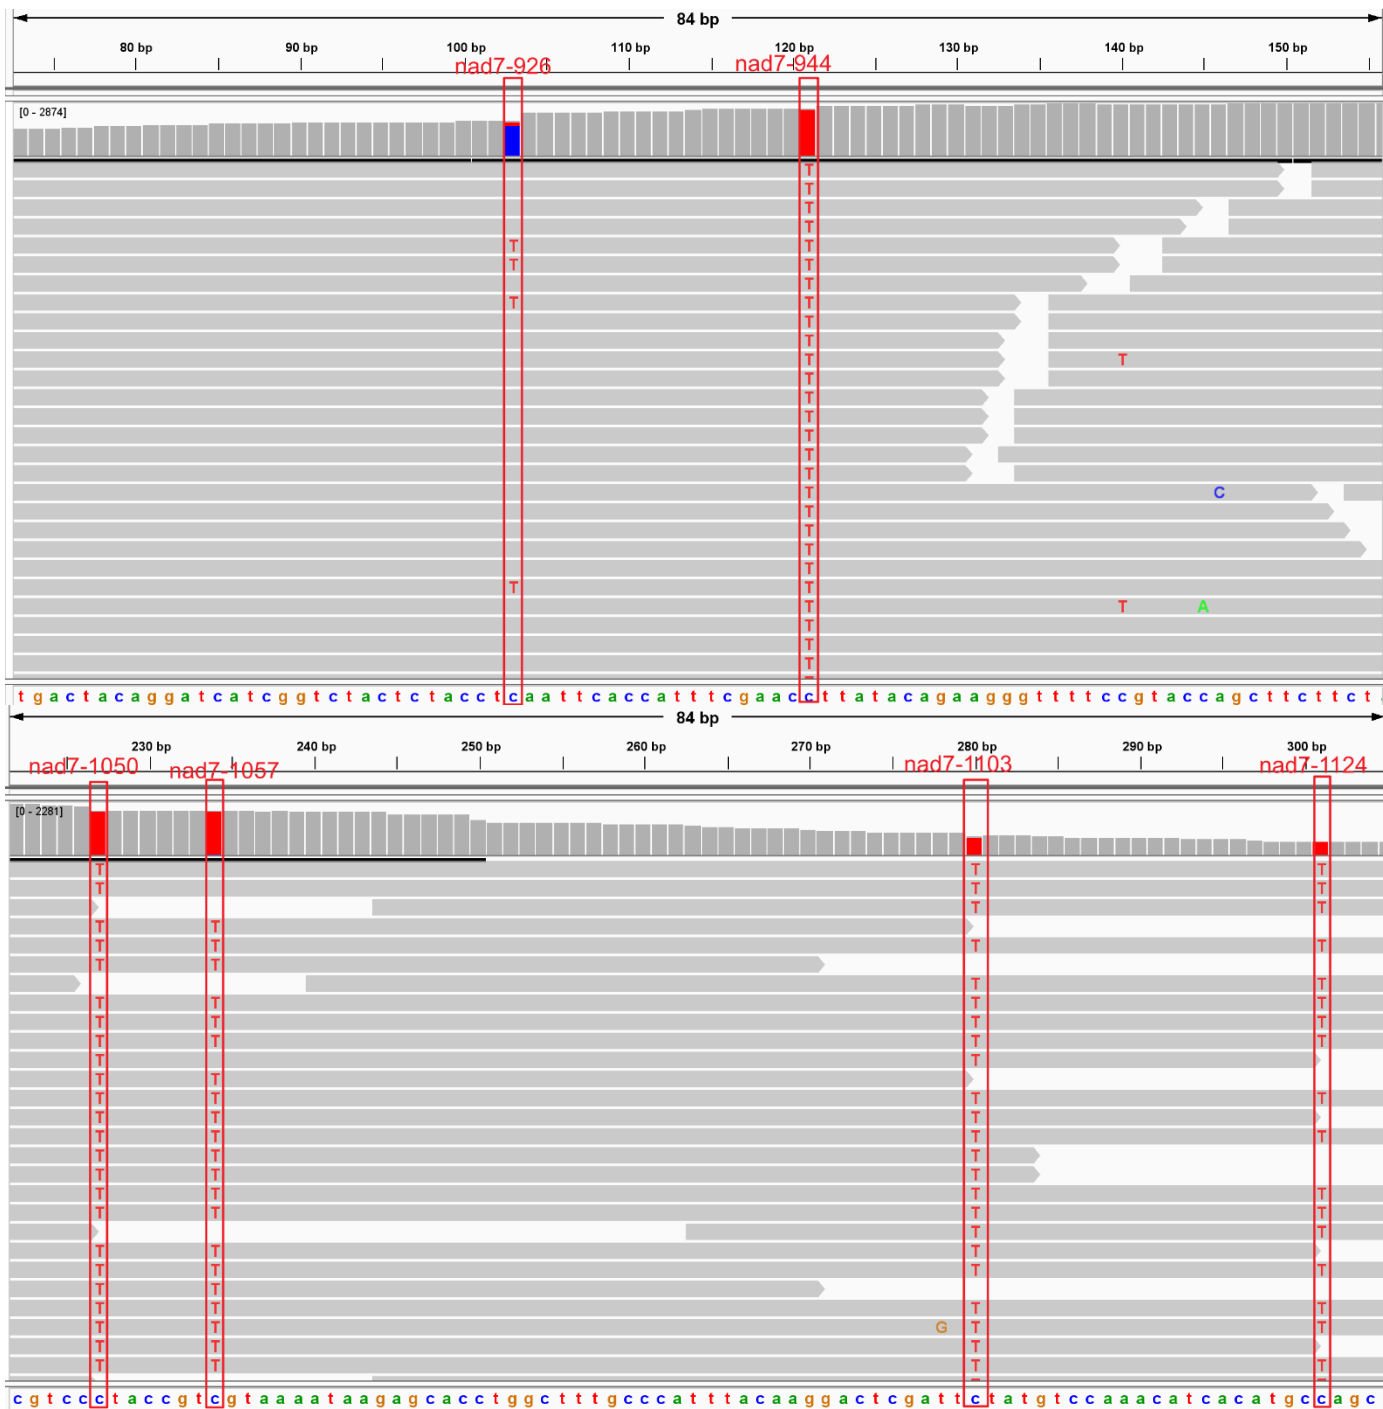 84 bp
80 bp 90 bp 100 bp 110 bp 120 bp 130 bp 140 bp 150 bp
nad7-926 nad7-944
[0 - 2874]
T
T
T
T
T T
T T
T
T T
T
T
T T
T
T
T
T
T
T
T C
T
T
T
T
T T
T T A
T
T
T
t g a c t a c a g g a t c a t c g g t c t a c t c t a c c t c a a t t c a c c a t t t c g a a c c t t a t a c a g a a g g g t t t t c c g t a c c a g c t t c t t c t
84 bp
230 bp 240 bp 250 bp 260 bp 270 bp 280 bp 290 bp 300 bp
nad7-1050 nad7-1057 nad7-1103 nad7-1124
[0 - 2281]
T T T
T T T
T T
T T
T T T T
T T
T T
T T T T
T T T T
T T T T
T T
T T
T T T T
T T T
T T T T
T T T
T T T
T T T T
T T T T
T T
T T T
T T T T
T T
T T T T
T T G T T
T T T
T T T T
c g t c c c t a c c g t c g t a a a a t a a g a g c a c c t g g c t t t g c c c a t t t a c a a g g a c t c g a t t c t a t g t c c a a a c a t c a c a t g c c a g c